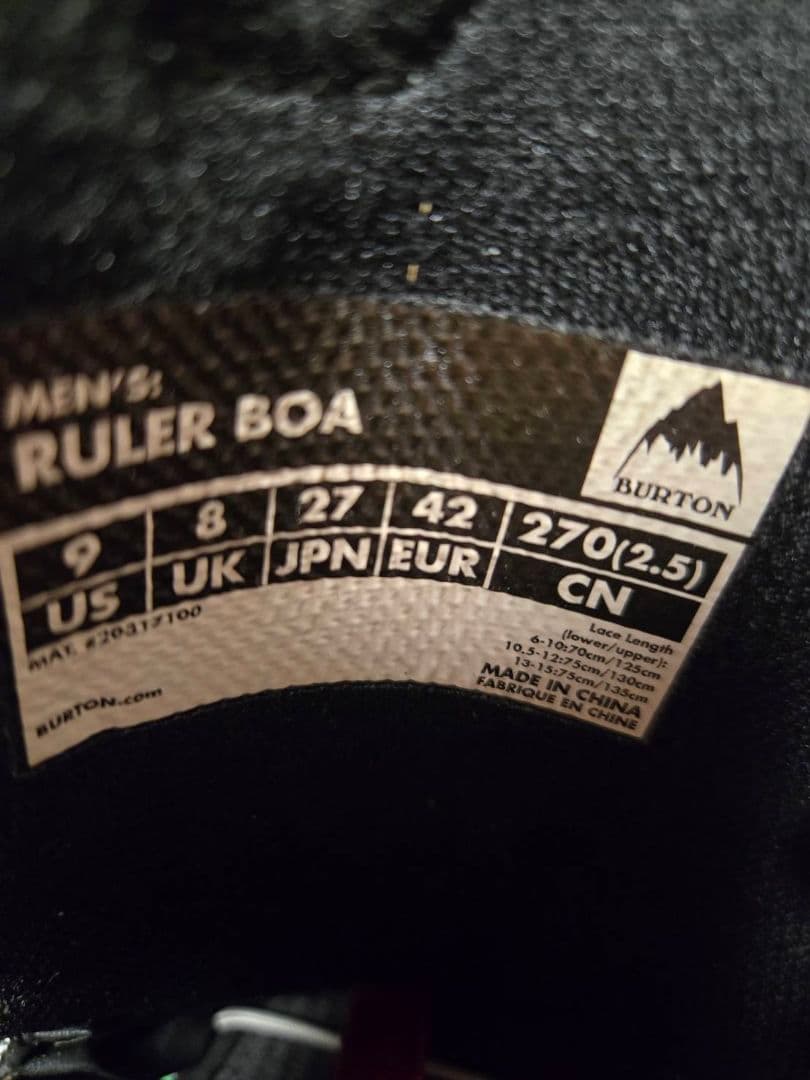 MEN'S:
RULER BOA
BURTON
9 8 27 42 270(2.5)
US UK JPN EUR CN
MAT. #20317100
Lace Length
(lower/upper):
6-10:70cm/125cm
10.5-12:75cm/130cm
13-15:75cm/135cm
MADE IN CHINA
FABRIQUE EN CHINE
BURTON.com